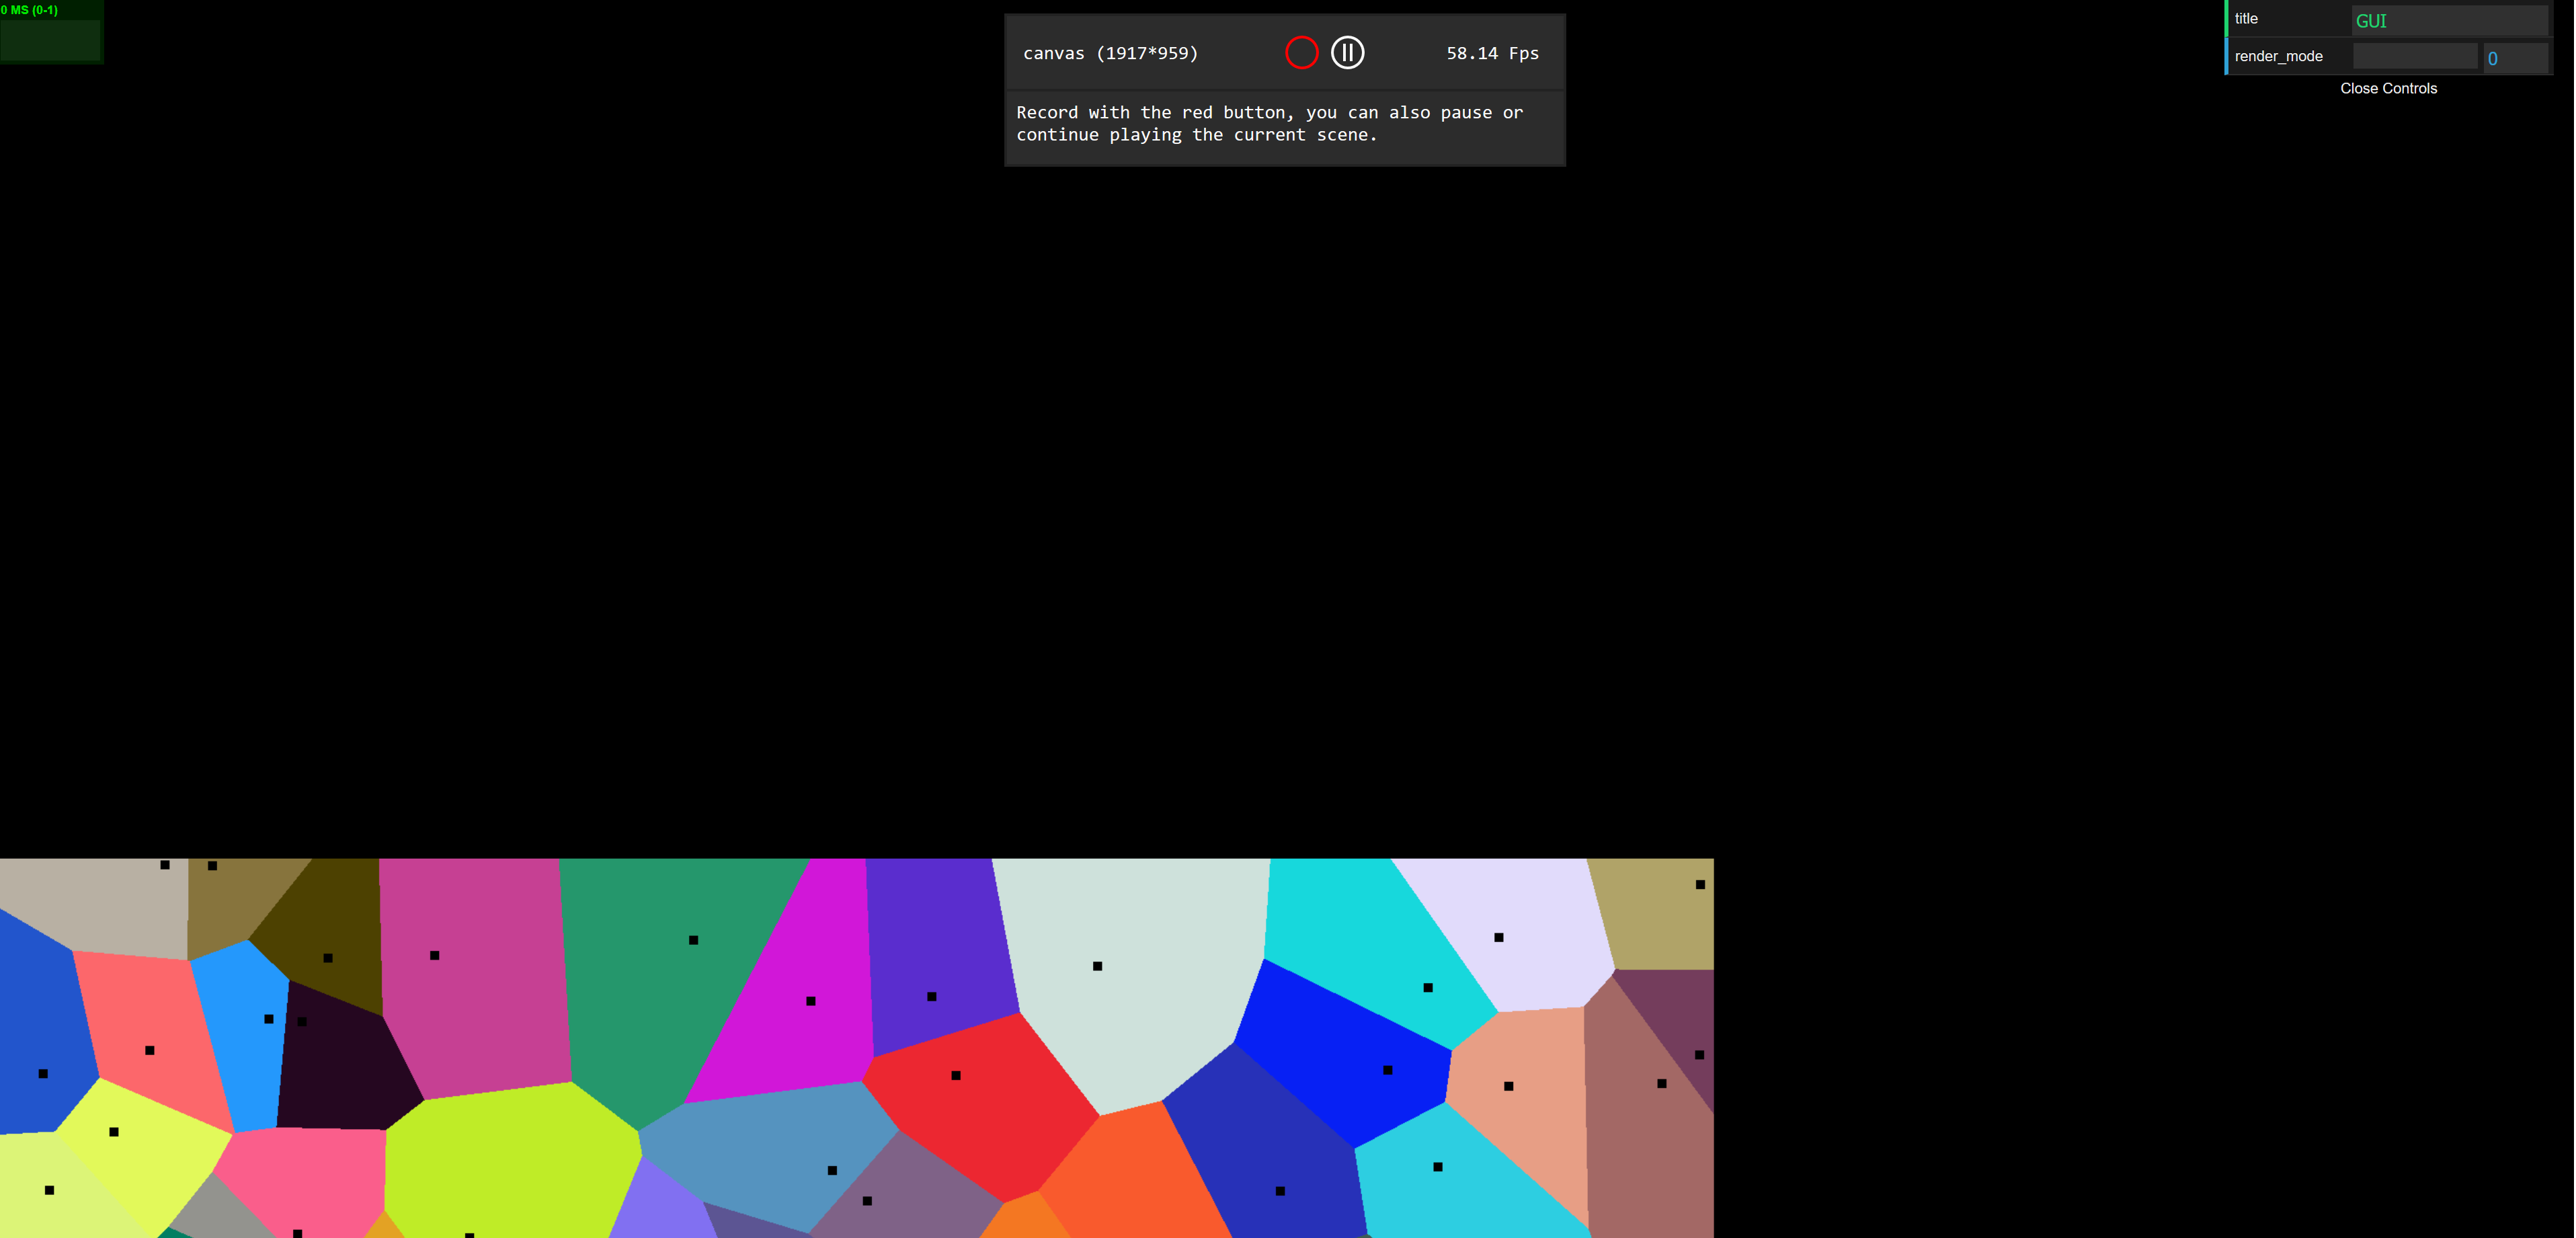 0 MS (0-1)
canvas (1917*959)
58.14 Fps
Record with the red button, you can also pause or
continue playing the current scene.
title
GUI
render_mode
0
Close Controls